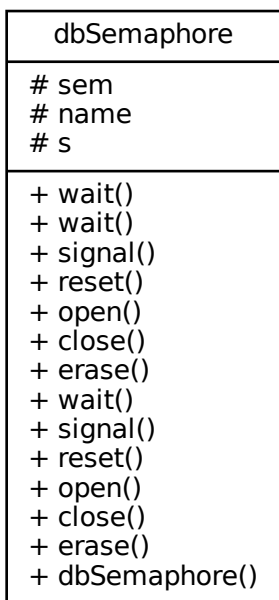 dbSemaphore
# sem
# name
# s
+ wait()
+ wait()
+ signal()
+ reset()
+ open()
+ close()
+ erase()
+ wait()
+ signal()
+ reset()
+ open()
+ close()
+ erase()
+ dbSemaphore()